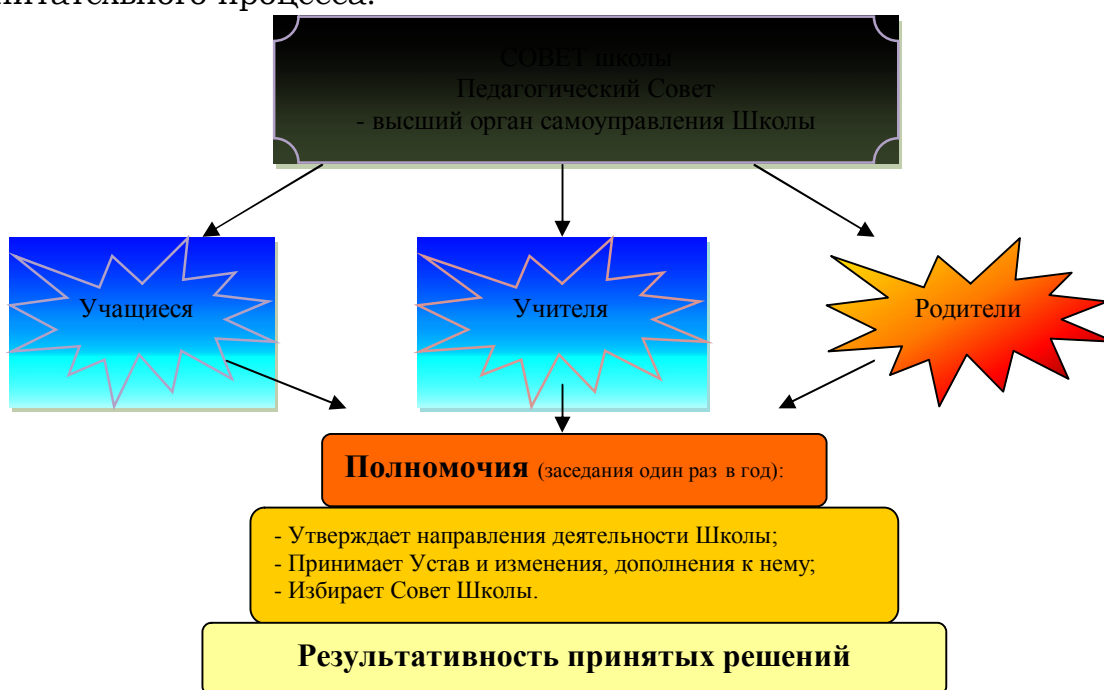 процесса.
СОВЕТ школы
Педагогический Совет
- высший орган самоуправления Школы
Учащиеся
Учителя
Родители
Полномочия (заседания один раз в год):
- Утверждает направления деятельности Школы;
- Принимает Устав и изменения, дополнения к нему;
- Избирает Совет Школы.
Результативность принятых решений